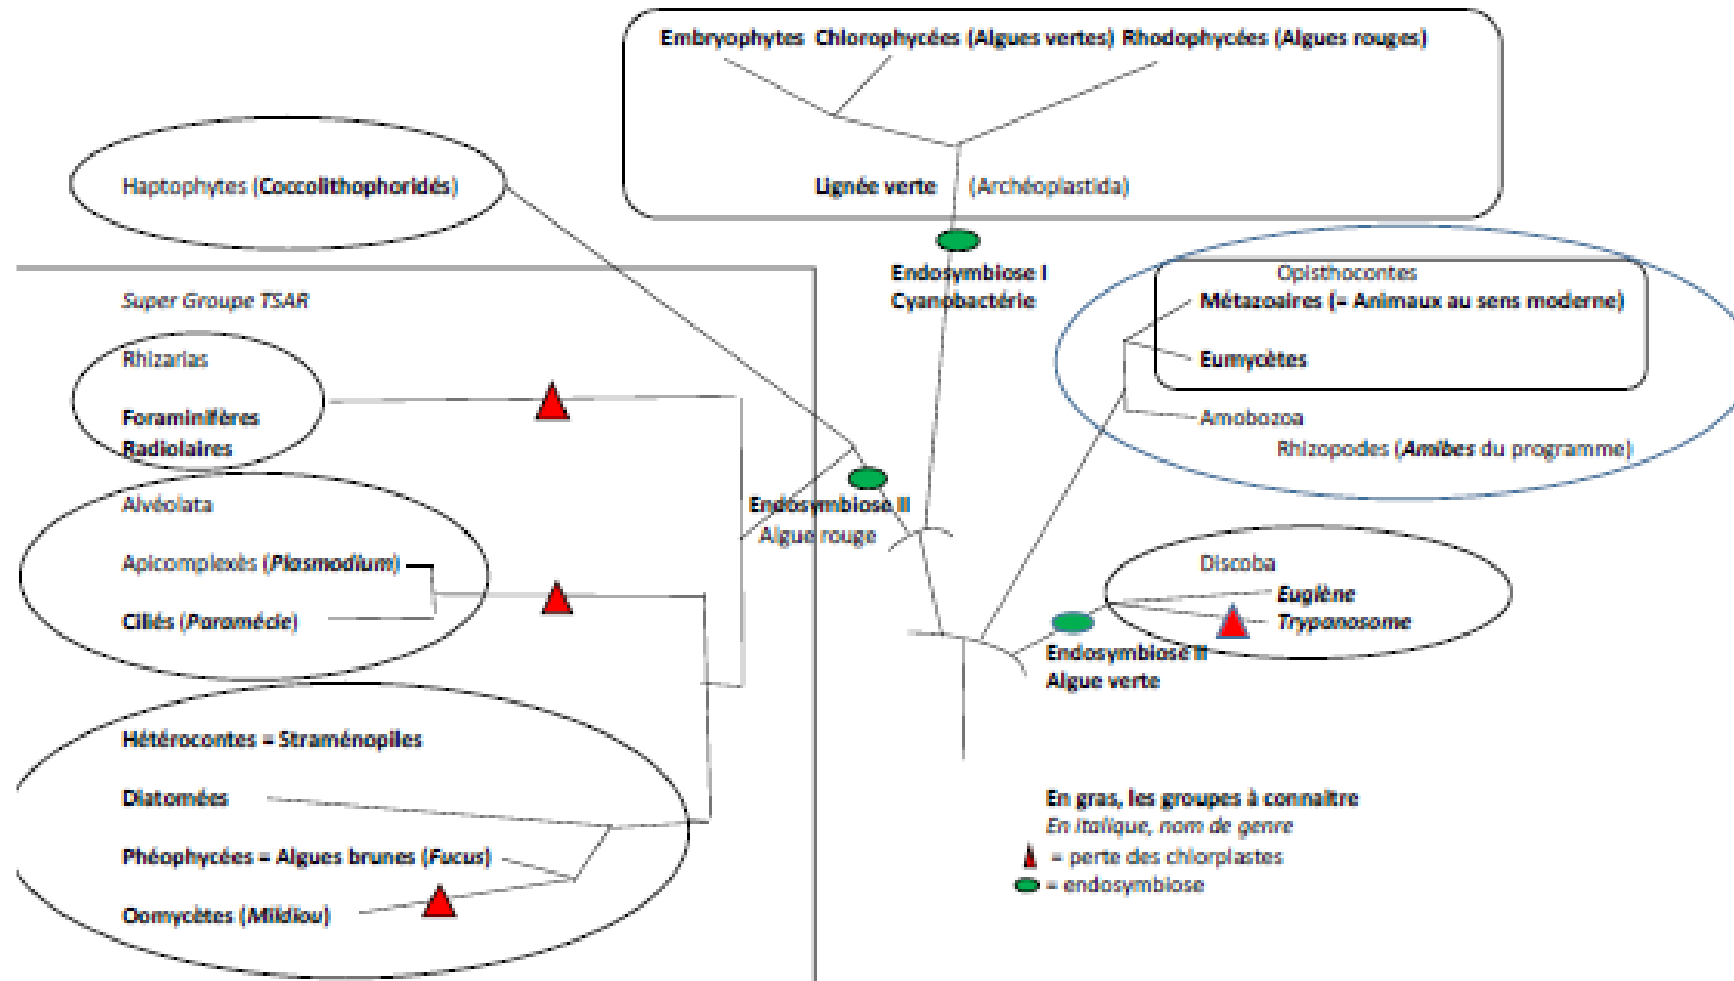 Embryophytes Chlorophycées (Algues vertes) Rhodophycées (Algues rouges)
Haptophytes (Coccolithophoridés)
Lignée verte (Archéoplastida)
Endosymbiose I
Cyanobactérie
Super Groupe TSAR
Rhizarias
Foraminifères
Radiolaires
Alvéolata
Apicomplexès (Plasmodium)
Ciliés (Paramécie)
Hétérocontes = Straménopiles
Diatomées
Phéophycées = Algues brunes (Fucus)
Oomycètes (Mildiou)
Endosymbiose II
Algue rouge
Opisthocontes
Métazoaires (= Animaux au sens moderne)
Eumycètes
Amobozoa
Rhizopodes (Amibes du programme)
Discoba
Euglène
Trypanosome
Endosymbiose II
Algue verte
En gras, les groupes à connaître
En italique, nom de genre
= perte des chlorplastes
= endosymbiose